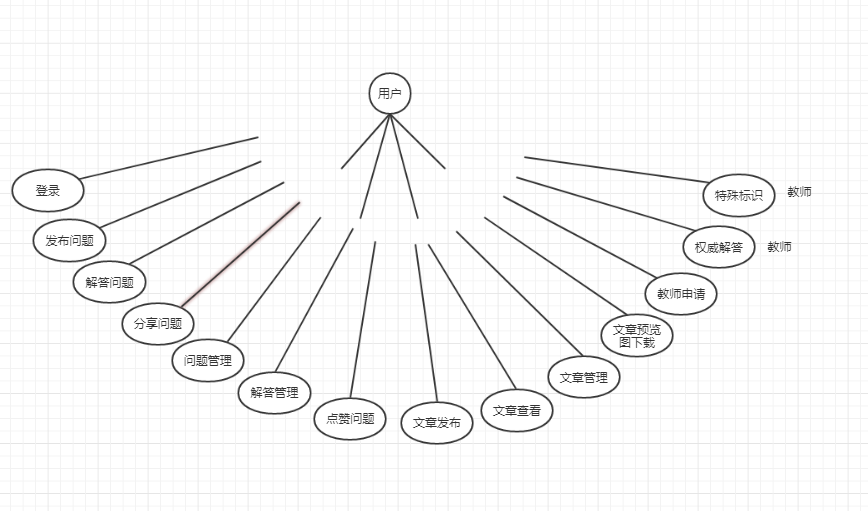 用户
登录
发布问题
解答问题
分享问题
问题管理
解答管理
点赞问题
文章发布
文章查看
文章管理
文章预览
图下载
教师申请
权威解答
教师
特殊标识
教师